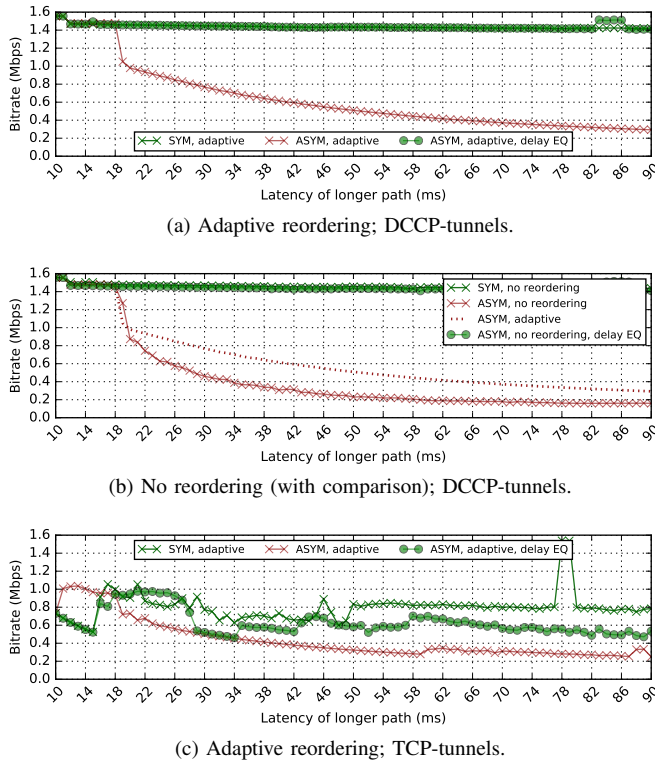 1.6
1.4
1.2
1.0
0.8
0.6
0.4
0.2
0.0
Bitrate (Mbps)
SYM, adaptive ASYM, adaptive ASYM, adaptive, delay EQ
10 14 18 22 26 30 34 38 42 46 50 54 58 62 66 70 74 78 82 86 90
Latency of longer path (ms)
(a) Adaptive reordering; DCCP-tunnels.
1.6
1.4
1.2
1.0
0.8
0.6
0.4
0.2
0.0
Bitrate (Mbps)
SYM, no reordering
ASYM, no reordering
ASYM, adaptive
ASYM, no reordering, delay EQ
10 14 18 22 26 30 34 38 42 46 50 54 58 62 66 70 74 78 82 86 90
Latency of longer path (ms)
(b) No reordering (with comparison); DCCP-tunnels.
1.6
1.4
1.2
1.0
0.8
0.6
0.4
0.2
0.0
Bitrate (Mbps)
SYM, adaptive ASYM, adaptive ASYM, adaptive, delay EQ
10 14 18 22 26 30 34 38 42 46 50 54 58 62 66 70 74 78 82 86 90
Latency of longer path (ms)
(c) Adaptive reordering; TCP-tunnels.